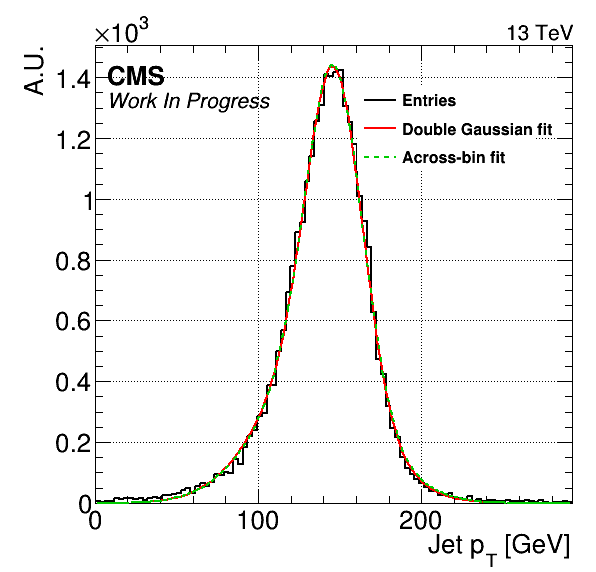 ×10³
13 TeV
A.U.
CMS
Work In Progress
Entries
Double Gaussian fit
Across-bin fit
1.4
1.2
1
0.8
0.6
0.4
0.2
0
0 100 200
Jet p_T [GeV]